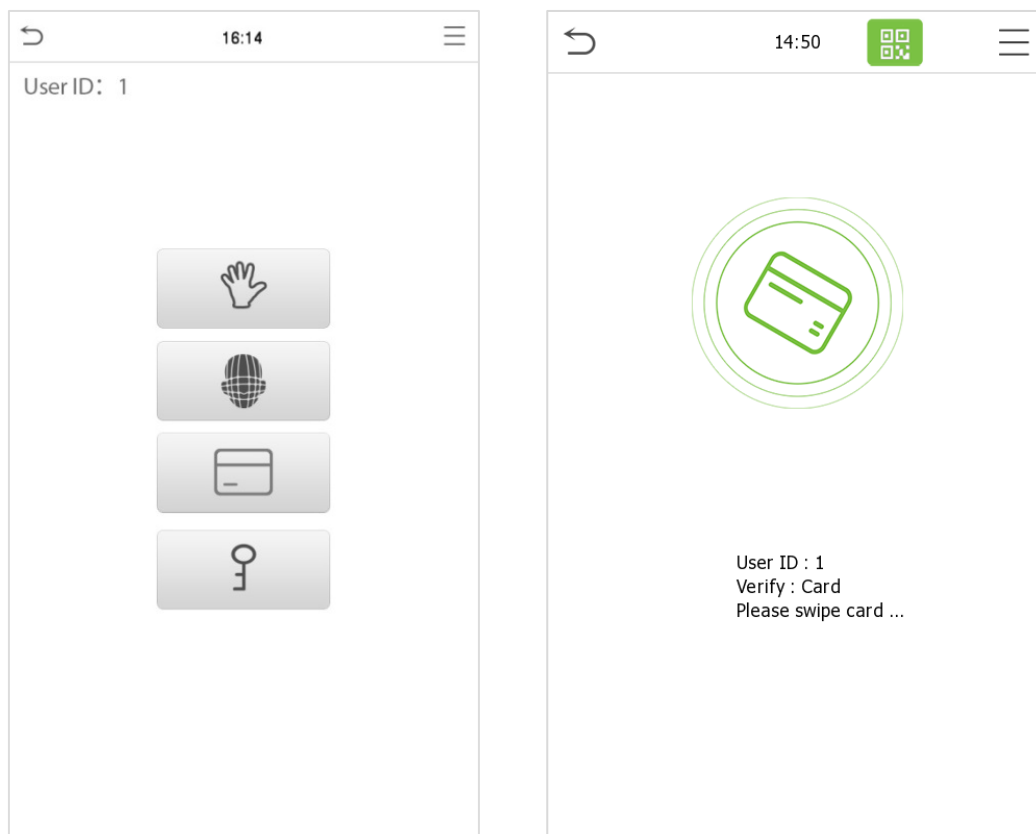 16:14
User ID： 1
14:50
User ID : 1
Verify : Card
Please swipe card ...